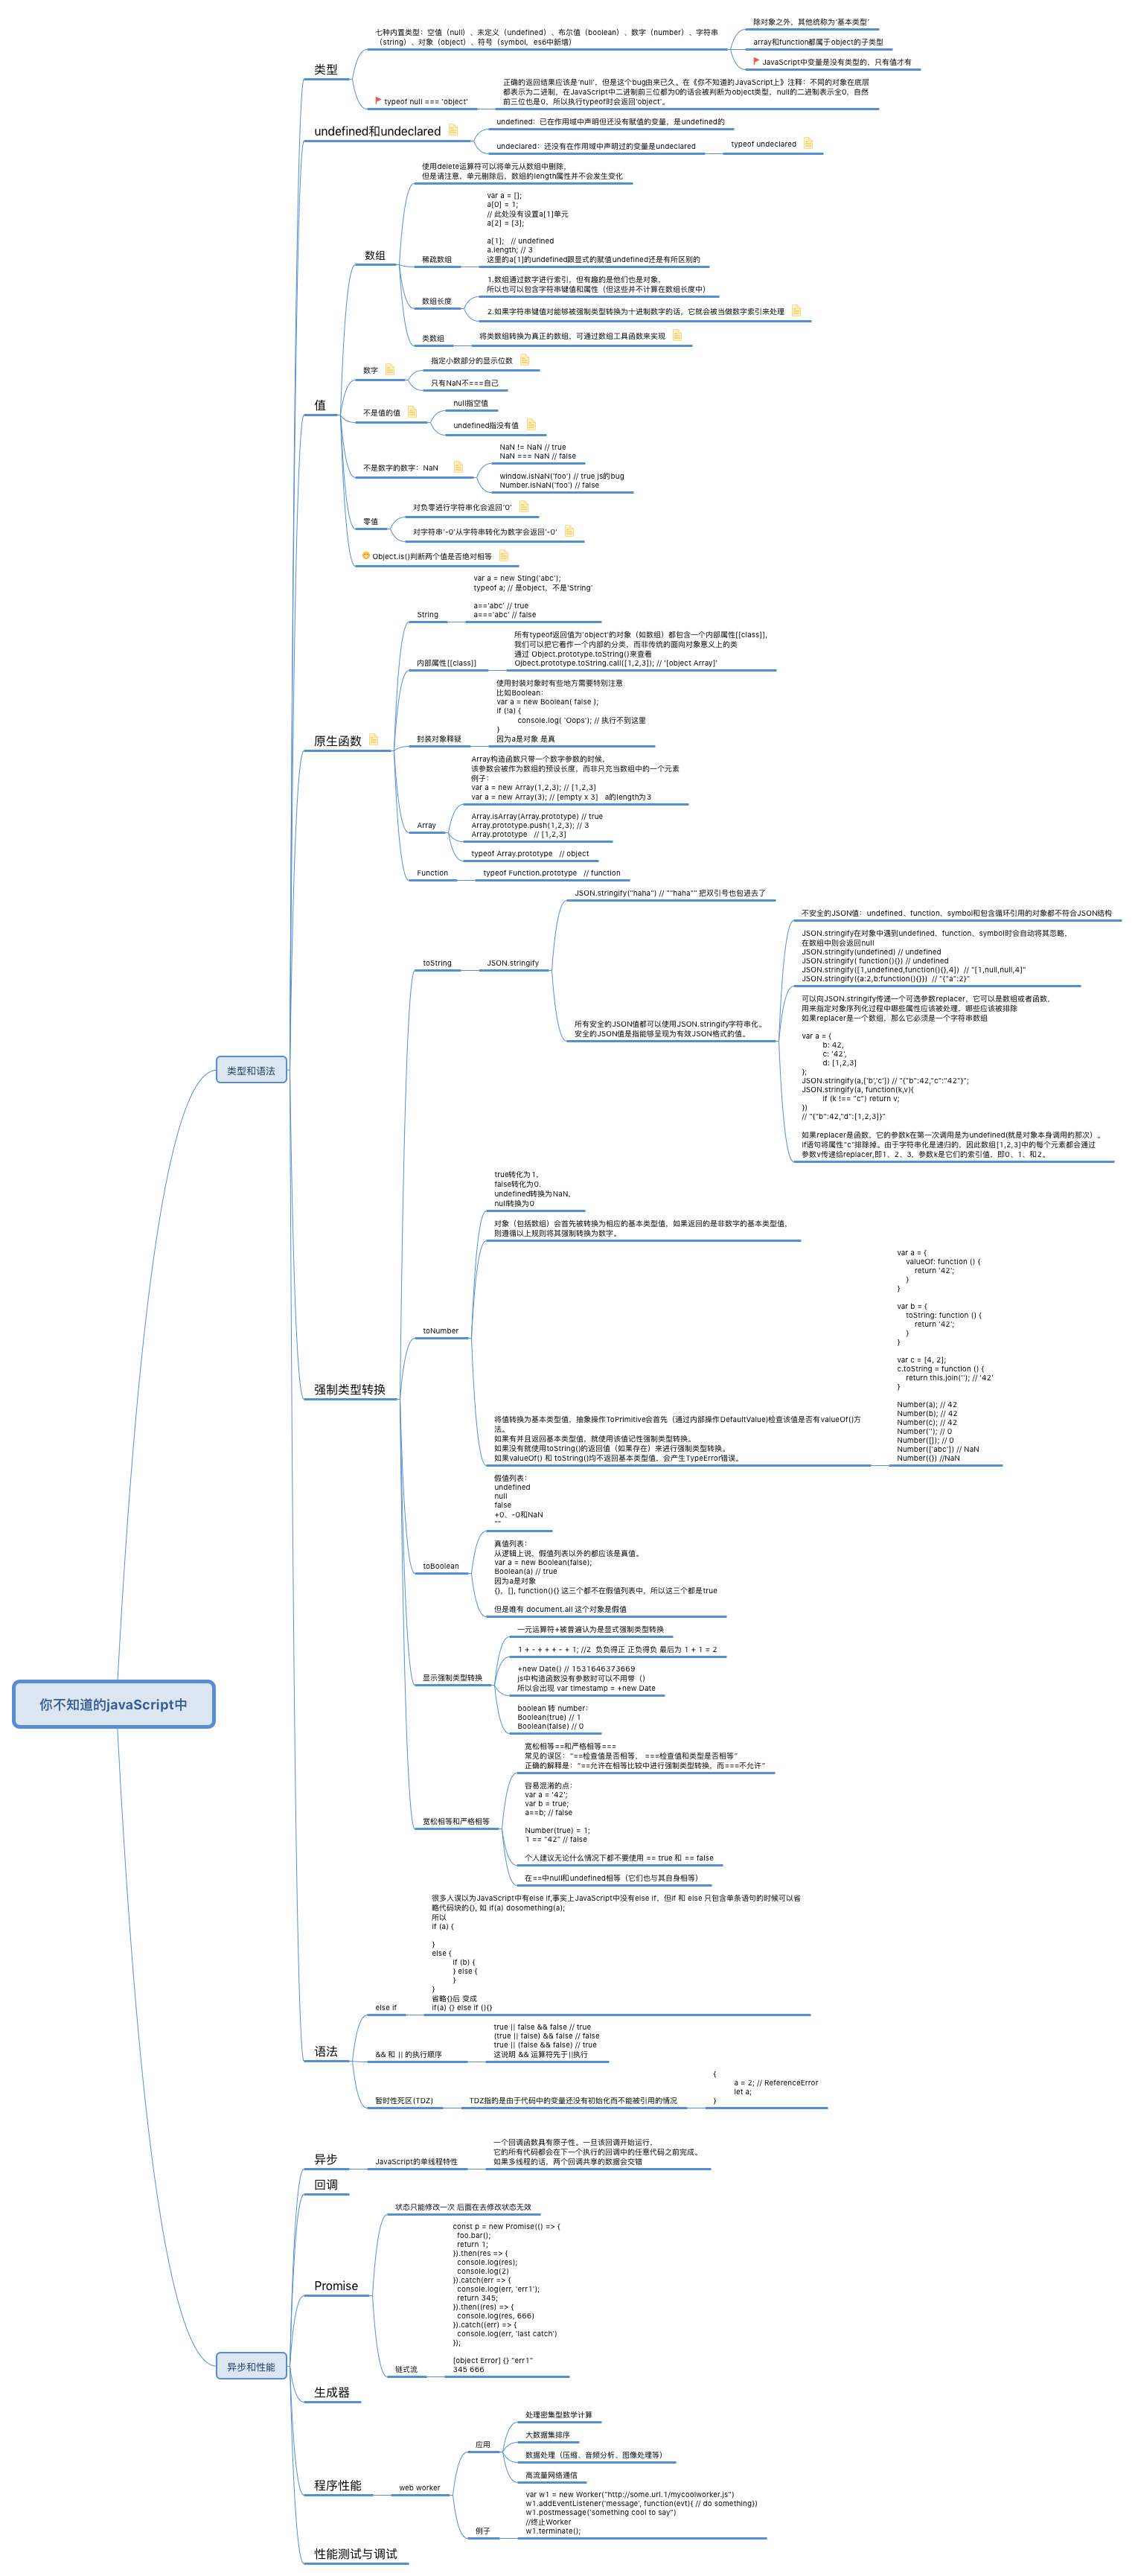 你不知道的javaScript中
类型和语法
类型
七种内置类型：空值（null）、未定义（undefined）、布尔值（boolean）、数字（number）、字符串
（string）、对象（object）、符号（symbol，es6中新增）
除对象之外，其他统称为‘基本类型’
array和function都属于object的子类型
JavaScript中变量是没有类型的，只有值才有
typeof null === 'object'
正确的返回结果应该是‘null’，但是这个bug由来已久，在《你不知道的JavaScript上》注释：不同的对象在底层
都表示为二进制，在JavaScript中二进制前三位都为0的话会被判断为object类型，null的二进制表示全0，自然
前三位也是0，所以执行typeof时会返回'object'。
undefined和undeclared
undefined：已在作用域中声明但还没有赋值的变量，是undefined的
undeclared：还没有在作用域中声明过的变量是undeclared
typeof undeclared
值
数组
使用delete运算符可以将单元从数组中删除，
但是请注意，单元删除后，数组的length属性并不会发生变化
稀疏数组
var a = [];
a[0] = 1;
// 此处没有设置a[1]单元
a[2] = [3];
a[1];   // undefined
a.length; // 3
这里的a[1]的undefined跟显式的赋值undefined还是有所区别的
数组长度
1.数组通过数字进行索引，但有趣的是他们也是对象，
所以也可以包含字符串键值和属性（但这些并不计算在数组长度中）
2.如果字符串键值对能够被强制类型转换为十进制数字的话，它就会被当做数字索引来处理
类数组
将类数组转换为真正的数组，可通过数组工具函数来实现
数字
指定小数部分的显示位数
只有NaN不===自己
不是值的值
null指空值
undefined指没有值
不是数字的数字：NaN
NaN != NaN // true
NaN === NaN // false
window.isNaN('foo') // true js的bug
Number.isNaN('foo') // false
零值
对负零进行字符串化会返回‘0’
对字符串‘-0’从字符串转化为数字会返回‘-0’
Object.is()判断两个值是否绝对相等
原生函数
String
var a = new Sting('abc');
typeof a; // 是object，不是'String'
a=='abc' // true
a==='abc' // false
内部属性[[class]]
所有typeof返回值为'object'的对象（如数组）都包含一个内部属性[[class]]，
我们可以把它看作一个内部的分类，而非传统的面向对象意义上的类
通过 Object.prototype.toString()来查看
Ojbect.prototype.toString.call([1,2,3]); // '[object Array]'
封装对象释疑
使用封装对象时有些地方需要特别注意
比如Boolean：
var a = new Boolean( false );
if (!a) {
console.log( 'Oops'); // 执行不到这里
}
因为a是对象 是真
Array
Array构造函数只带一个数字参数的时候，
该参数会被作为数组的预设长度，而非只充当数组中的一个元素
例子：
var a = new Array(1,2,3); // [1,2,3]
var a = new Array(3); // [empty x 3]   a的length为3
Array.isArray(Array.prototype) // true
Array.prototype.push(1,2,3); // 3
Array.prototype   // [1,2,3]
typeof Array.prototype   // object
Function
typeof Function.prototype   // function
强制类型转换
toString
JSON.stringify
JSON.stringify("haha") // ""haha"" 把双引号也包进去了
所有安全的JSON值都可以使用JSON.stringify字符串化。
安全的JSON值是指能够呈现为有效JSON格式的值。
不安全的JSON值：undefined、function、symbol和包含循环引用的对象都不符合JSON结构
JSON.stringify在对象中遇到undefined、function、symbol时会自动将其忽略，
在数组中则会返回null
JSON.stringify(undefined) // undefined
JSON.stringify( function(){}) // undefined
JSON.stringify([1,undefined,function(){},4])  // "[1,null,null,4]"
JSON.stringify({a:2,b:function(){}})  // "{"a":2}"
可以向JSON.stringify传递一个可选参数replacer，它可以是数组或者函数，
用来指定对象序列化过程中哪些属性应该被处理，哪些应该被排除
如果replacer是一个数组，那么它必须是一个字符串数组
var a = {
b: 42,
c: '42',
d: [1,2,3]
};
JSON.stringify(a,['b','c']) // "{"b":42,"c":"42"}";
JSON.stringify(a, function(k,v){
if (k !== "c") return v;
})
// "{"b":42,"d":[1,2,3]}"
如果replacer是函数，它的参数k在第一次调用是为undefined(就是对象本身调用的那次）。
if语句将属性"c"排除掉。由于字符串化是递归的，因此数组[1,2,3]中的每个元素都会通过
参数v传递给replacer,即1、2、3，参数k是它们的索引值，即0、1、和2。
toNumber
true转化为1，
false转化为0.
undefined转换为NaN，
null转换为0
对象（包括数组）会首先被转换为相应的基本类型值，如果返回的是非数字的基本类型值，
则遵循以上规则将其强制转换为数字。
将值转换为基本类型值，抽象操作ToPrimitive会首先（通过内部操作DefaultValue)检查该值是否有valueOf()方
法。
如果有并且返回基本类型值，就使用该值记性强制类型转换。
如果没有就使用toString()的返回值（如果存在）来进行强制类型转换。
如果valueOf() 和 toString()均不返回基本类型值，会产生TypeError错误。
var a = {
valueOf: function () {
return '42';
}
}
var b = {
toString: function () {
return '42';
}
}
var c = [4, 2];
c.toString = function () {
return this.join(''); // '42'
}
Number(a); // 42
Number(b); // 42
Number(c); // 42
Number(''); // 0
Number([]); // 0
Number(['abc']) // NaN
Number({}) //NaN
toBoolean
假值列表：
undefined
null
false
+0、-0和NaN
""
真值列表：
从逻辑上说，假值列表以外的都应该是真值。
var a = new Boolean(false);
Boolean(a) // true
因为a是对象
{}，[], function(){} 这三个都不在假值列表中，所以这三个都是true
但是唯有 document.all 这个对象是假值
显示强制类型转换
一元运算符+被普遍认为是显式强制类型转换
1 + - + + + - + 1; //2  负负得正 正负得负 最后为 1 + 1 = 2
+new Date() // 1531646373669
js中构造函数没有参数时可以不用带（）
所以会出现 var timestamp = +new Date
boolean 转 number：
Boolean(true) // 1
Boolean(false) // 0
宽松相等和严格相等
宽松相等==和严格相等===
常见的误区：“==检查值是否相等， ===检查值和类型是否相等”
正确的解释是：“==允许在相等比较中进行强制类型转换，而===不允许”
容易混淆的点：
var a = '42';
var b = true;
a==b; // false
Number(true) = 1;
1 == "42" // false
个人建议无论什么情况下都不要使用 == true 和 == false
在==中null和undefined相等（它们也与其自身相等）
语法
else if
很多人误以为JavaScript中有else if,事实上JavaScript中没有else if，但if 和 else 只包含单条语句的时候可以省
略代码块的{}, 如 if(a) dosomething(a);
所以
if (a) {
}
else {
if (b) {
} else {
}
}
省略{}后 变成
if(a) {} else if (){}
&& 和 || 的执行顺序
true || false && false // true
(true || false) && false // false
true || (false && false) // true
这说明 && 运算符先于||执行
暂时性死区(TDZ)
TDZ指的是由于代码中的变量还没有初始化而不能被引用的情况
{
a = 2; // ReferenceError
let a;
}
异步和性能
异步
JavaScript的单线程特性
一个回调函数具有原子性。一旦该回调开始运行，
它的所有代码都会在下一个执行的回调中的任意代码之前完成。
如果多线程的话，两个回调共享的数据会交错
回调
Promise
状态只能修改一次 后面在去修改状态无效
链式流
const p = new Promise(() => {
foo.bar();
return 1;
}).then(res => {
console.log(res);
console.log(2)
}).catch(err => {
console.log(err, 'err1');
return 345;
}).then((res) => {
console.log(res, 666)
}).catch((err) => {
console.log(err, 'last catch')
});
[object Error] {} "err1"
345 666
生成器
程序性能
web worker
应用
处理密集型数学计算
大数据集排序
数据处理（压缩、音频分析、图像处理等）
高流量网络通信
例子
var w1 = new Worker("http://some.url.1/mycoolworker.js")
w1.addEventListener('message', function(evt){ // do something})
w1.postmessage('something cool to say")
//终止Worker
w1.terminate();
性能测试与调试